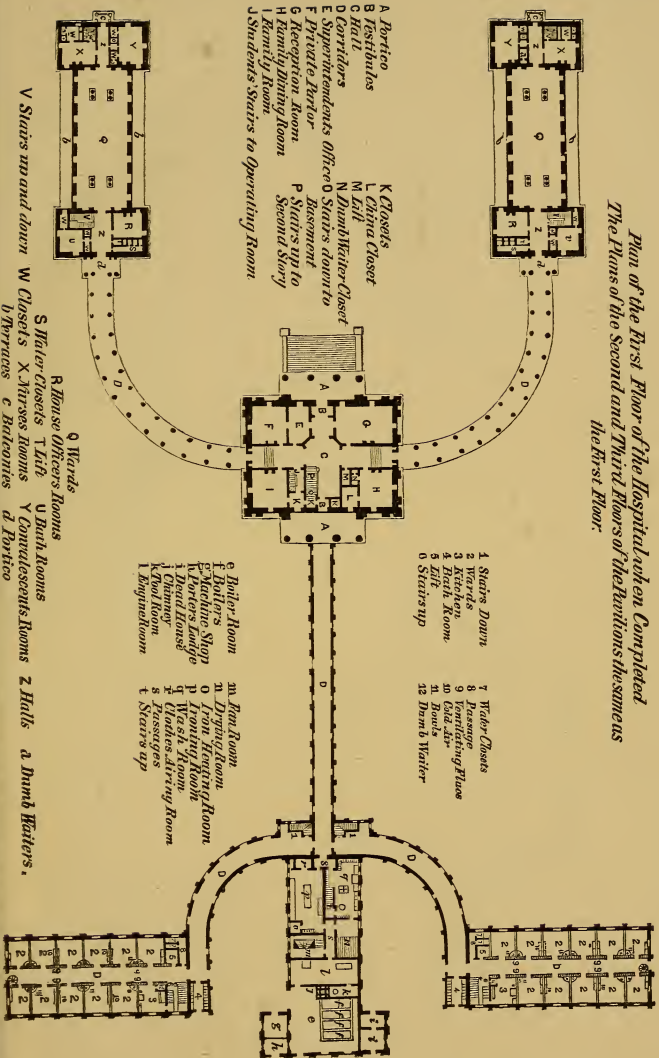 Plan of the First Floor of the Hospital when Completed.
The Plans of the Second and Third Floors of the Pavilions the same as
the First Floor.
A Portico
B Vestibules
C Hall
D Corridors
E Superintendents Office
F Private Parlor
G Reception Room
H Family Dining Room
I Family Room
J Students' Stairs to Operating Room
K Closets
L China Closet
M Lift
N Dumb Waiter Closet
O Stairs down to
Basement
P Stairs up to
Second Story
1 Stairs Down
2 Wards
3 Kitchen
4 Bath Room
5 Lift
6 Stairs up
7 Water Closets
8 Passage
9 Ventilating Flues
10 Cold Air
11 Bowls
12 Dumb Waiter
e Boiler Room
f Boilers
g Machine Shop
h Porters Lodge
i Dead House
j Chimney
k Tool Room
l Engine Room
m Fan Room
n Drying Room
o Iron Heating Room
p Ironing Room
q Wash Room
r Clothes Airing Room
s Passages
t Stairs up
Q Wards
R House Officers Rooms
S Water Closets T Lift U Bath Rooms
V Stairs up and down W Closets X Nurses Rooms Y Convalescents Rooms Z Halls a Dumb Waiters.
b Terraces c Balconies d Portico